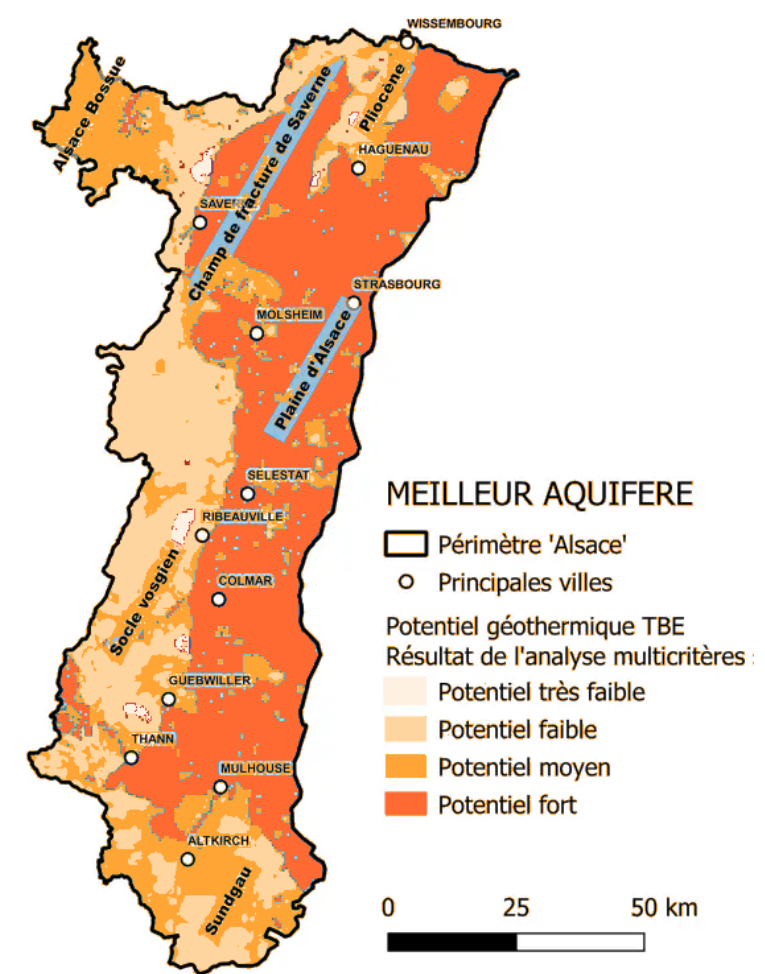 WISSEMBOURG
Alsace Bossue
Champ de fracture de Saverne
Pliocène
HAGUENAU
SAVERNE
STRASBOURG
MOLSHEIM
Plaine d'Alsace
SELESTAT
RIBEAUVILLE
COLMAR
Socle vosgien
GUEBWILLER
THANN
MULHOUSE
ALTKIRCH
Sundgau
MEILLEUR AQUIFERE
Périmètre 'Alsace'
Principales villes
Potentiel géothermique TBE
Résultat de l'analyse multicritères :
Potentiel très faible
Potentiel faible
Potentiel moyen
Potentiel fort
0 25 50 km